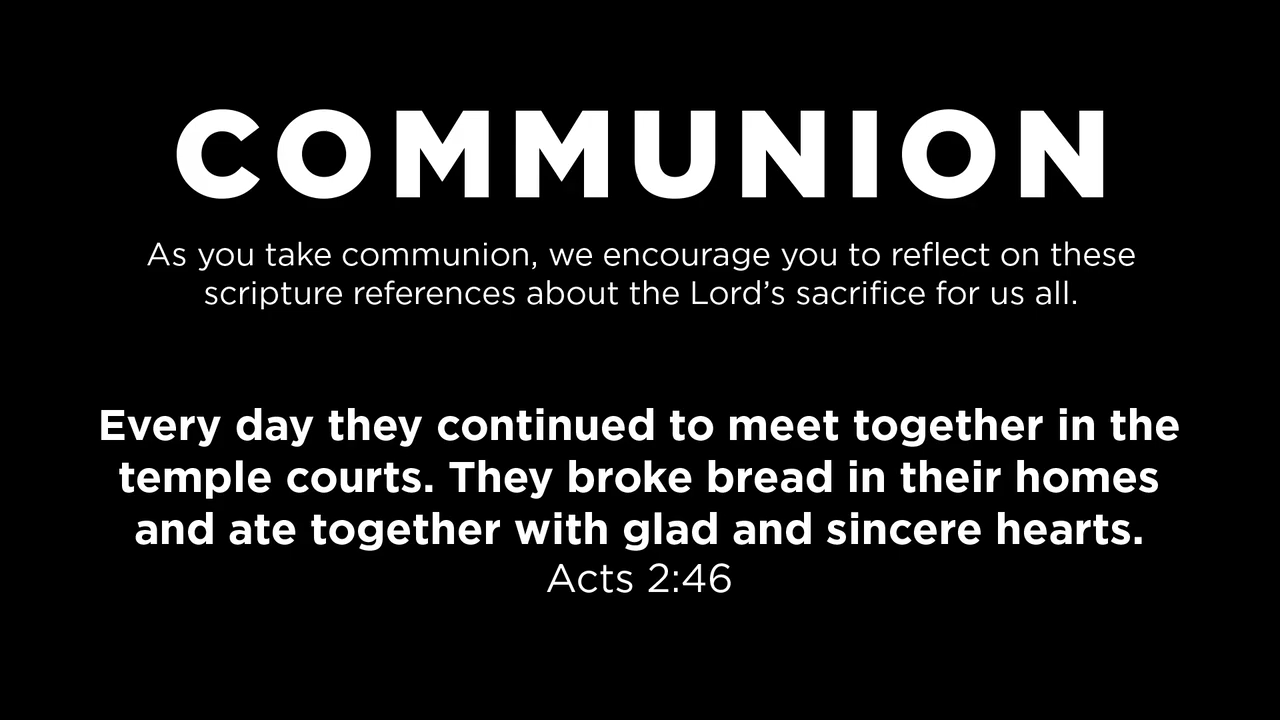 COMMUNION
As you take communion, we encourage you to reflect on these
scripture references about the Lord’s sacrifice for us all.
Every day they continued to meet together in the
temple courts. They broke bread in their homes
and ate together with glad and sincere hearts.
Acts 2:46